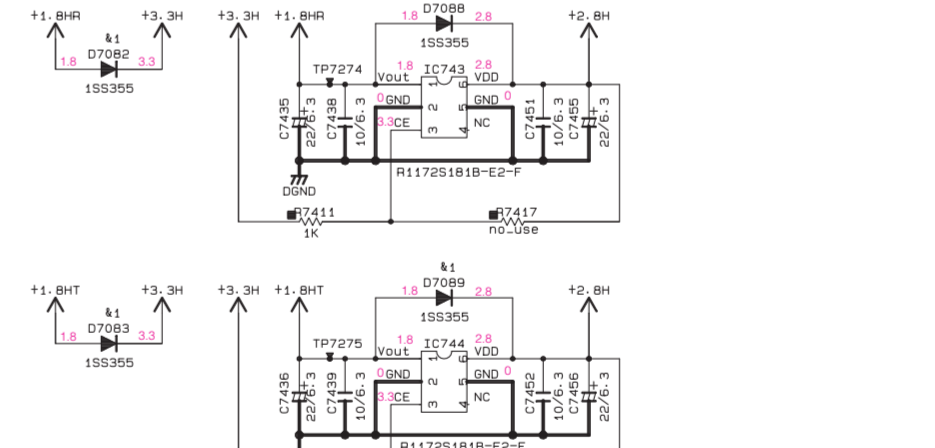 +1.8HR +3.3H +3.3H +1.8HR 1.8 D7088 2.8 +2.8H
&1
1.8 D7082 3.3
1SS355
1SS355
TP7274 1.8 IC743 2.8
Vout 1 6 VDD
0 GND 2 5 GND 0
3.3 CE 3 4 NC
C7435 22/6.3 +
C7438 10/6.3
C7451 10/6.3
C7455 22/6.3 +
R1172S181B-E2-F
DGND
R7411 R7417
1K no_use
&1
+1.8HT +3.3H +3.3H +1.8HT 1.8 D7089 2.8 +2.8H
&1
1.8 D7083 3.3
1SS355
1SS355
TP7275 1.8 IC744 2.8
Vout 1 6 VDD
0 GND 2 5 GND 0
3.3 CE 3 4 NC
C7436 22/6.3 +
C7439 10/6.3
C7452 10/6.3
C7456 22/6.3 +
R1172S181B-E2-F